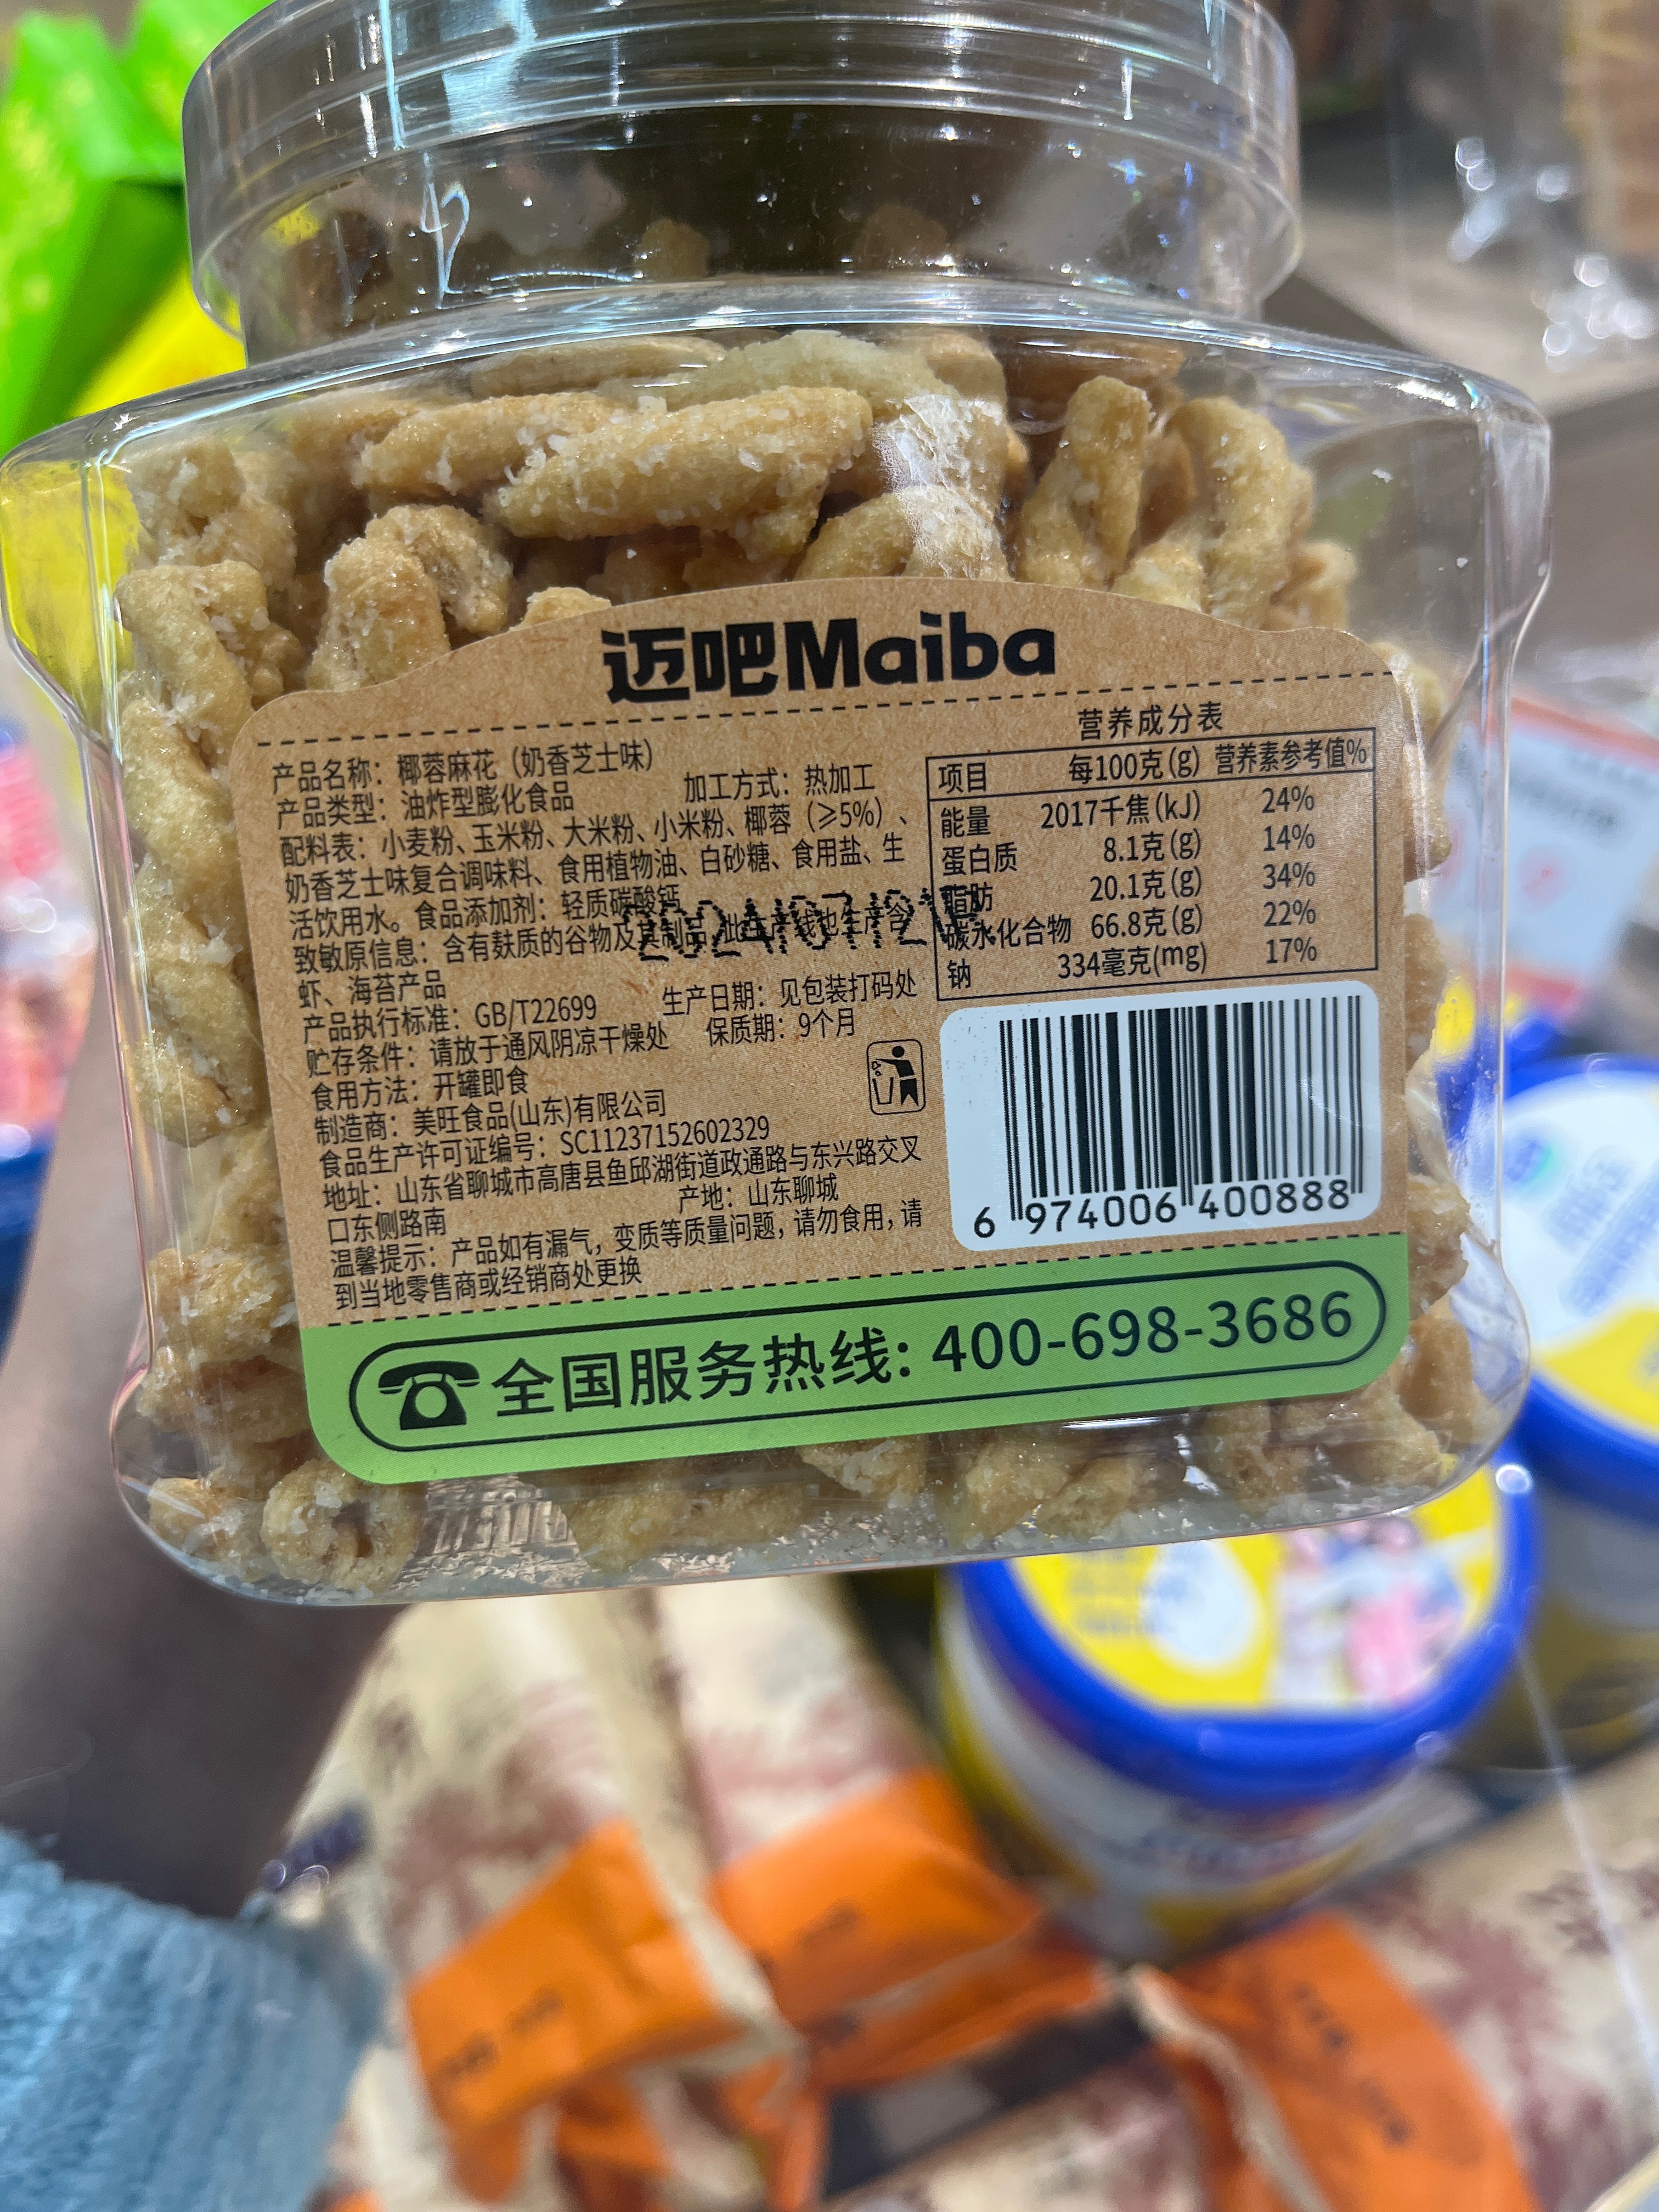 迈吧Maiba
产品名称：椰蓉麻花（奶香芝士味）
产品类型：油炸型膨化食品 加工方式：热加工
配料表：小麦粉、玉米粉、大米粉、小米粉、椰蓉（≥5%）、
奶香芝士味复合调味料、食用植物油、白砂糖、食用盐、生
活饮用水。食品添加剂：轻质碳酸钙
致敏原信息：含有麸质的谷物及其制品，此生产线也生产含
虾、海苔产品
产品执行标准：GB/T22699 生产日期：见包装打码处
贮存条件：请放于通风阴凉干燥处 保质期：9个月
食用方法：开罐即食
制造商：美旺食品(山东)有限公司
食品生产许可证编号：SC11237152602329
地址：山东省聊城市高唐县鱼邱湖街道政通路与东兴路交叉
口东侧路南 产地：山东聊城
温馨提示：产品如有漏气，变质等质量问题，请勿食用，请
到当地零售商或经销商处更换
营养成分表
项目 每100克(g) 营养素参考值%
能量 2017千焦(kJ) 24%
蛋白质 8.1克(g) 14%
脂肪 20.1克(g) 34%
碳水化合物 66.8克(g) 22%
钠 334毫克(mg) 17%
6 974006 400888
全国服务热线: 400-698-3686